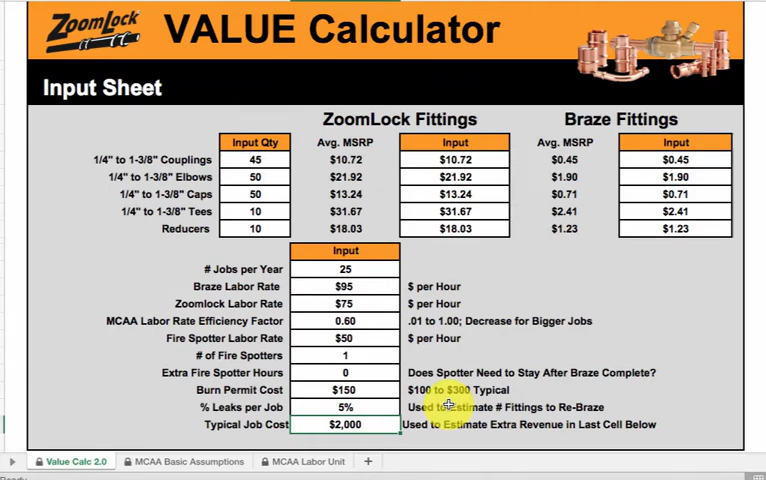 ZOOMLOCK VALUE Calculator
Input Sheet
ZoomLock Fittings Braze Fittings
Input Qty Avg. MSRP Input Avg. MSRP Input
1/4" to 1-3/8" Couplings 45 $10.72 $10.72 $0.45 $0.45
1/4" to 1-3/8" Elbows 50 $21.92 $21.92 $1.90 $1.90
1/4" to 1-3/8" Caps 50 $13.24 $13.24 $0.71 $0.71
1/4" to 1-3/8" Tees 10 $31.67 $31.67 $2.41 $2.41
Reducers 10 $18.03 $18.03 $1.23 $1.23
Input
# Jobs per Year 25
Braze Labor Rate $95 $ per Hour
Zoomlock Labor Rate $75 $ per Hour
MCAA Labor Rate Efficiency Factor 0.60 .01 to 1.00; Decrease for Bigger Jobs
Fire Spotter Labor Rate $50 $ per Hour
# of Fire Spotters 1
Extra Fire Spotter Hours 0 Does Spotter Need to Stay After Braze Complete?
Burn Permit Cost $150 $100 to $300 Typical
% Leaks per Job 5% Used to Estimate # Fittings to Re-Braze
Typical Job Cost $2,000 Used to Estimate Extra Revenue in Last Cell Below
Value Calc 2.0 MCAA Basic Assumptions MCAA Labor Unit +